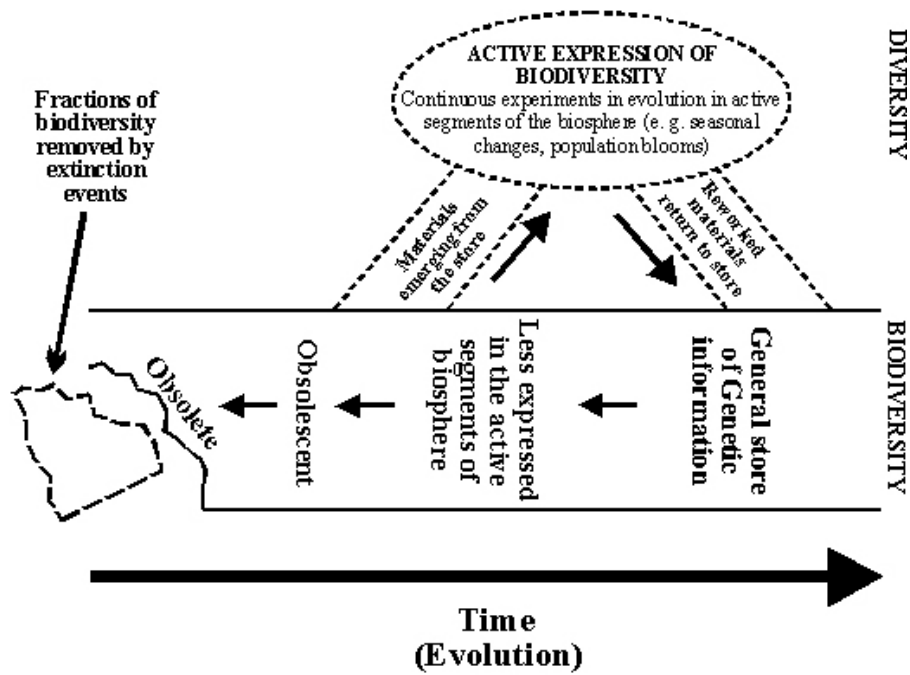 ACTIVE EXPRESSION OF
BIODIVERSITY
Continuous experiments in evolution in active
segments of the biosphere (e. g. seasonal
changes, population blooms)
DIVERSITY
Fractions of
biodiversity
removed by
extinction
events
Materials
emerging from
the store
Reworked
materials
return to store
Obsolete
Obsolescent
Less expressed
in the active
segments of
biosphere
General store
of Genetic
information
BIODIVERSITY
Time
(Evolution)